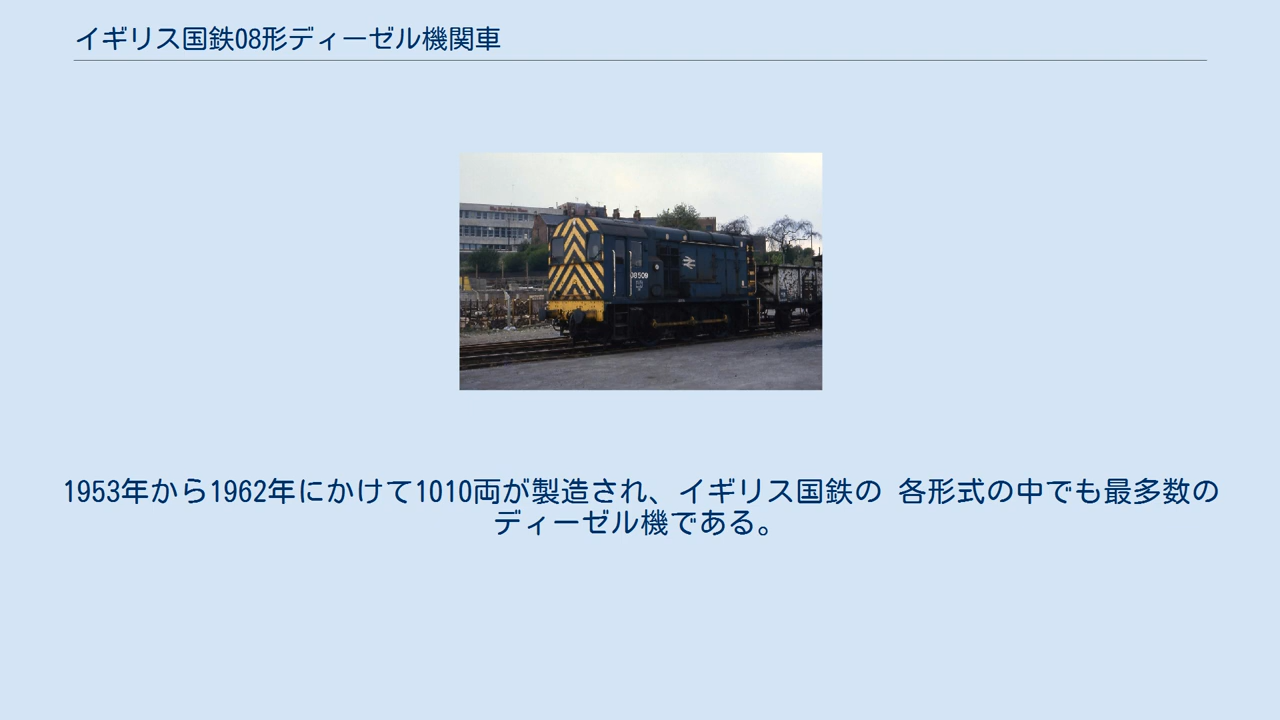 イギリス国鉄08形ディーゼル機関車
08509
1953年から1962年にかけて1010両が製造され、イギリス国鉄の 各形式の中でも最多数の
ディーゼル機である。